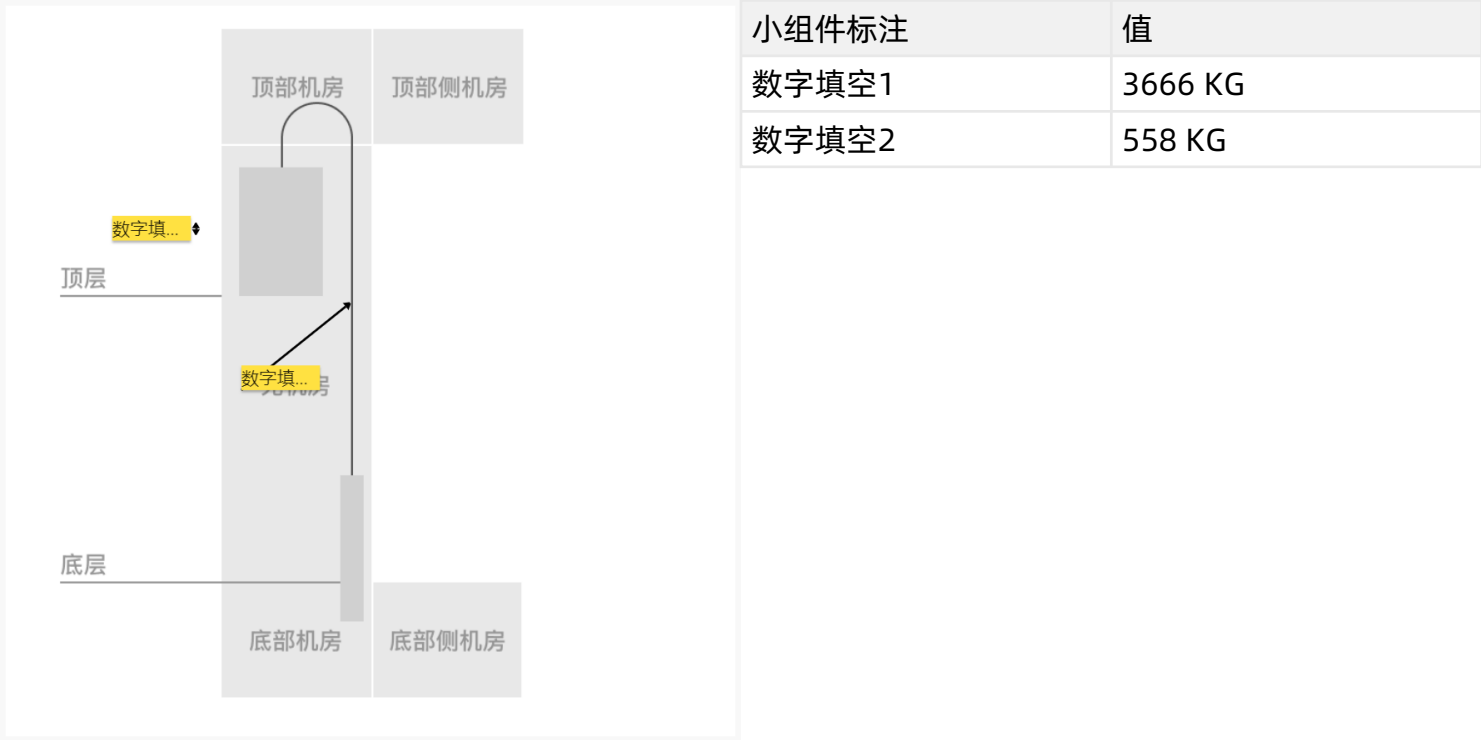 顶部机房
顶部侧机房
数字填...
顶层
数字填...
机房
底层
底部机房
底部侧机房
小组件标注 值
数字填空1 3666 KG
数字填空2 558 KG